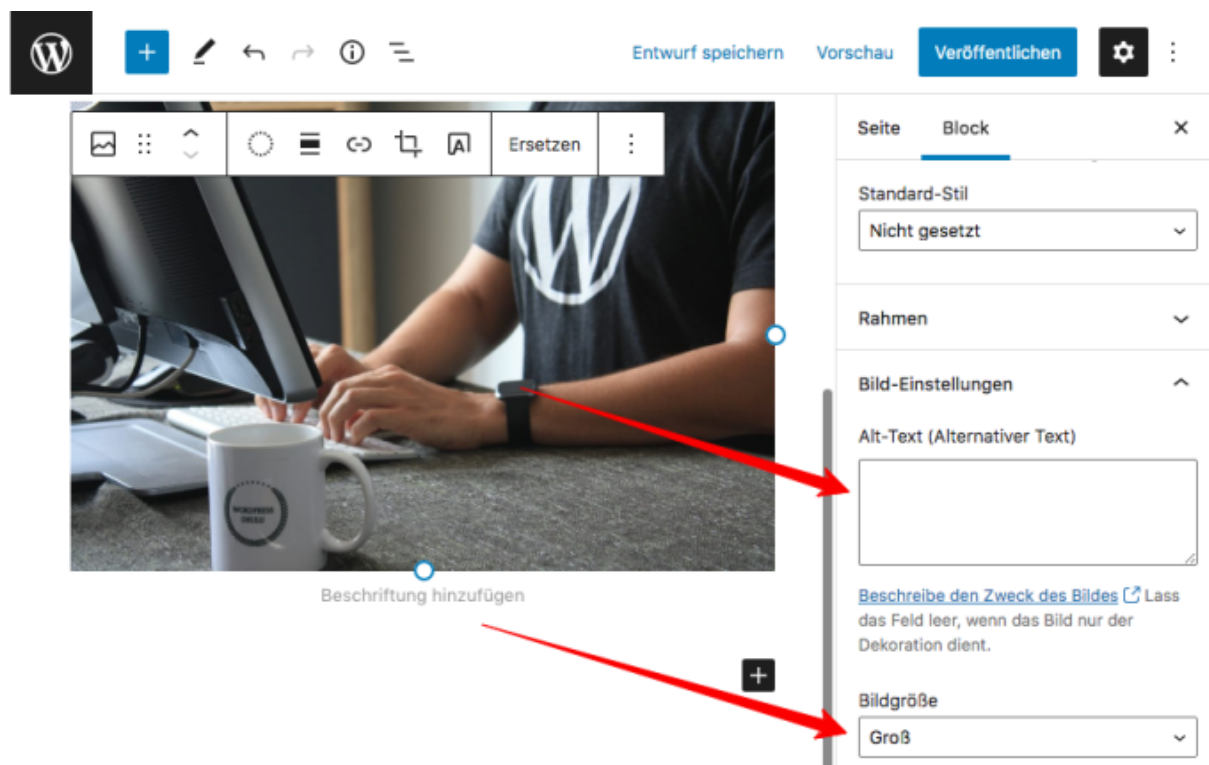 Entwurf speichern
Vorschau
Veröffentlichen
Ersetzen
Seite
Block
Standard-Stil
Nicht gesetzt
Rahmen
Bild-Einstellungen
Alt-Text (Alternativer Text)
WORDPRESS
Beschriftung hinzufügen
Beschreibe den Zweck des Bildes Lass
das Feld leer, wenn das Bild nur der
Dekoration dient.
Bildgröße
Groß